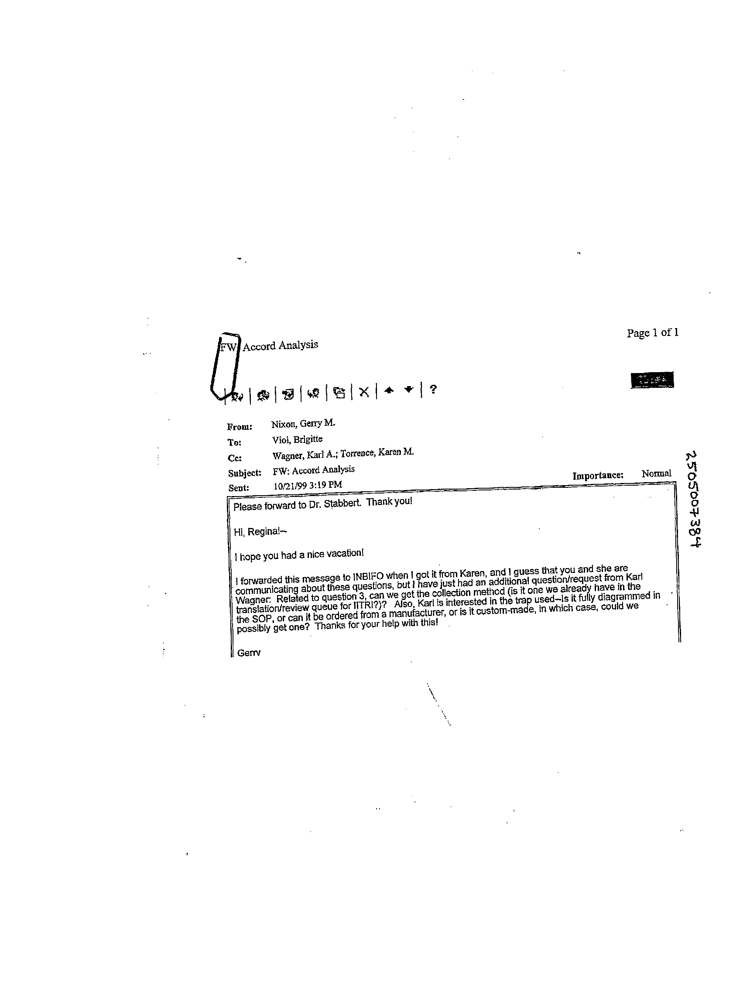 Page 1 of 1
FW Accord Analysis
?
From: Nixon, Gerry M.
To: Viol, Brigitte
Cc: Wagner, Karl A.; Torrence, Karen M.
Subject: FW: Accord Analysis
Importance: Normal
Sent: 10/21/99 3:19 PM
Please forward to Dr. Stabbert. Thank you!
Hi, Regina!--
I hope you had a nice vacation!
I forwarded this message to INBIFO when I got it from Karen, and I guess that you and she are
communicating about these questions, but I have just had an additional question/request from Karl
Wagner: Related to question 3, can we get the collection method (is it one we already have in the
translation/review queue for IITRI?)? Also, Karl is interested in the trap used--is it fully diagrammed in
the SOP, or can it be ordered from a manufacturer, or is it custom-made, in which case, could we
possibly get one? Thanks for your help with this!
Gerry
2505007384